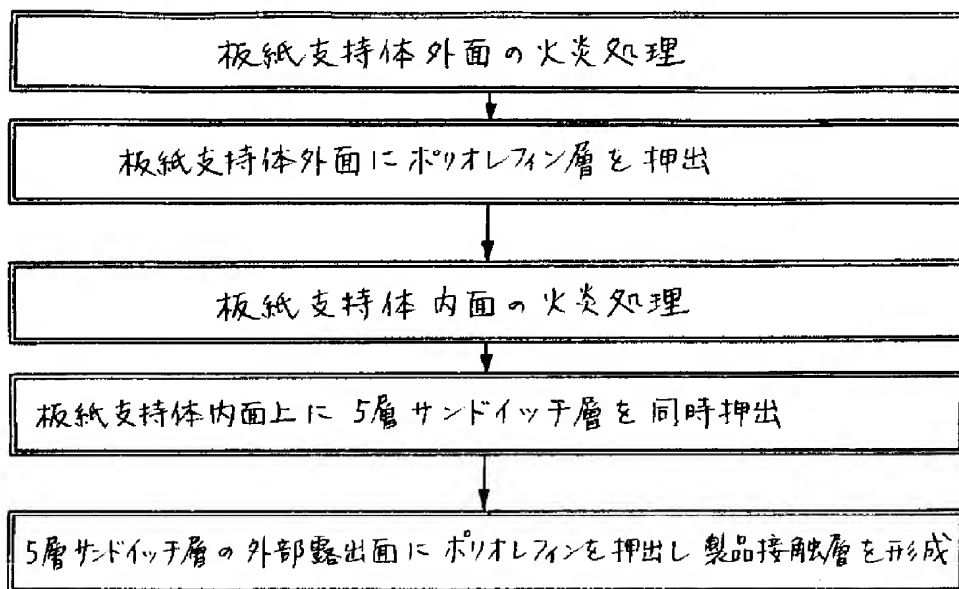 板紙支持体外面の火炎処理
板紙支持体外面にポリオレフィン層を押出
板紙支持体内面の火炎処理
板紙支持体内面上に5層サンドイッチ層を同時押出
5層サンドイッチ層の外部露出面にポリオレフィンを押出し製品接触層を形成